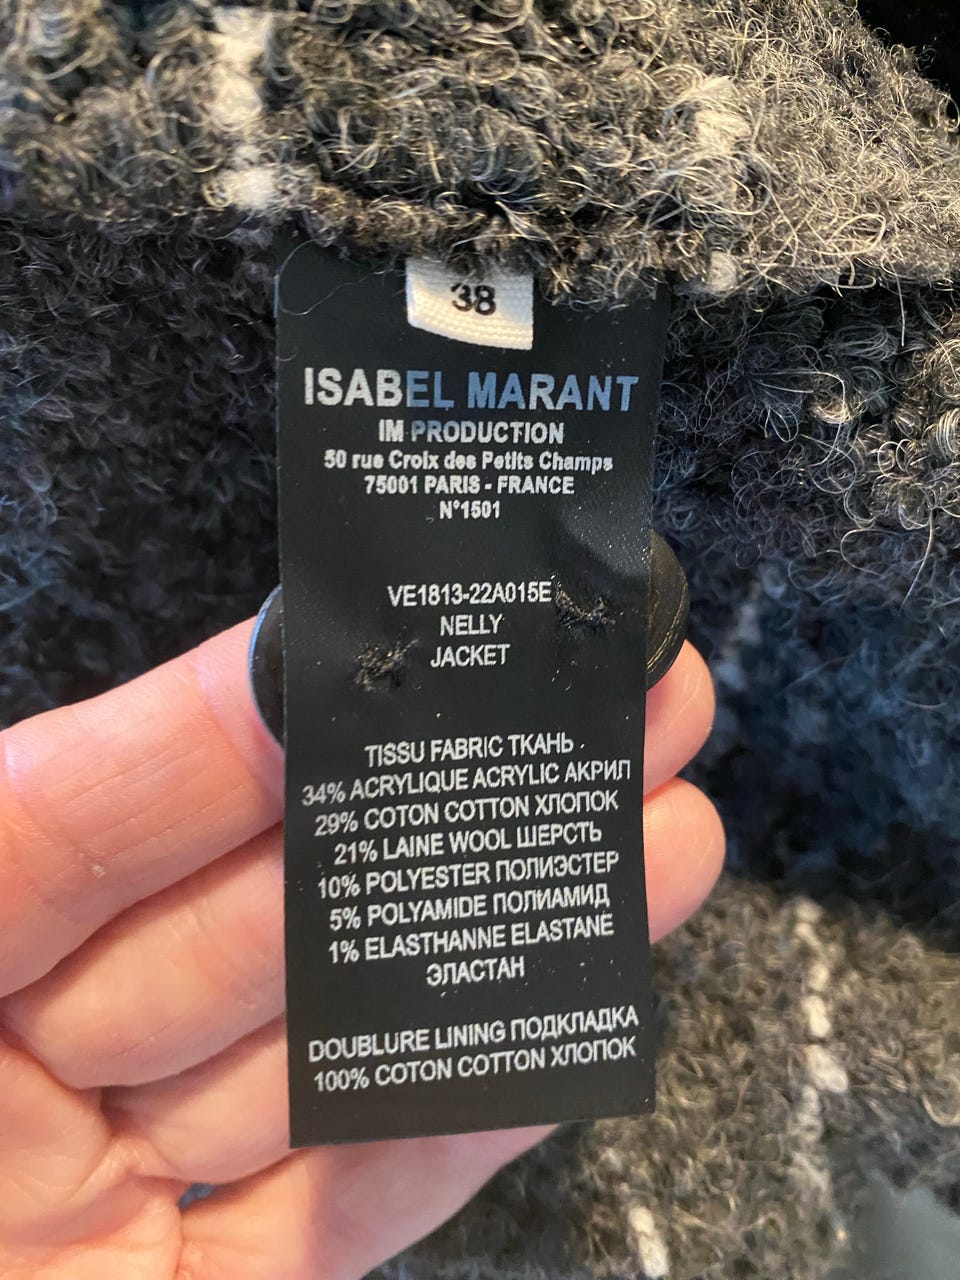 38
ISABEL MARANT
IM PRODUCTION
50 rue Croix des Petits Champs
75001 PARIS - FRANCE
N°1501
VE1813-22A015E
NELLY
JACKET
TISSU FABRIC ТКАНЬ
34% ACRYLIQUE ACRYLIC АКРИЛ
29% COTON COTTON ХЛОПОК
21% LAINE WOOL ШЕРСТЬ
10% POLYESTER ПОЛИЭСТЕР
5% POLYAMIDE ПОЛИАМИД
1% ELASTHANNE ELASTANE
ЭЛАСТАН
DOUBLURE LINING ПОДКЛАДКА
100% COTON COTTON ХЛОПОК